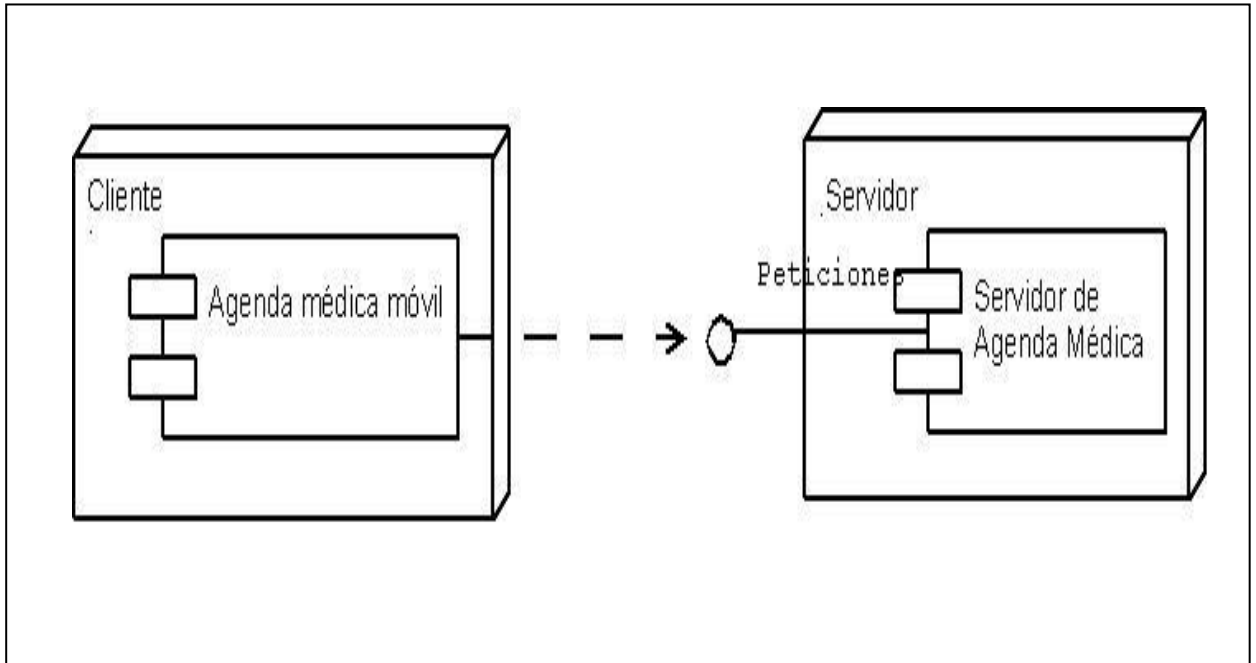 Cliente
Agenda médica móvil
Peticiones
Servidor
Servidor de
Agenda Médica